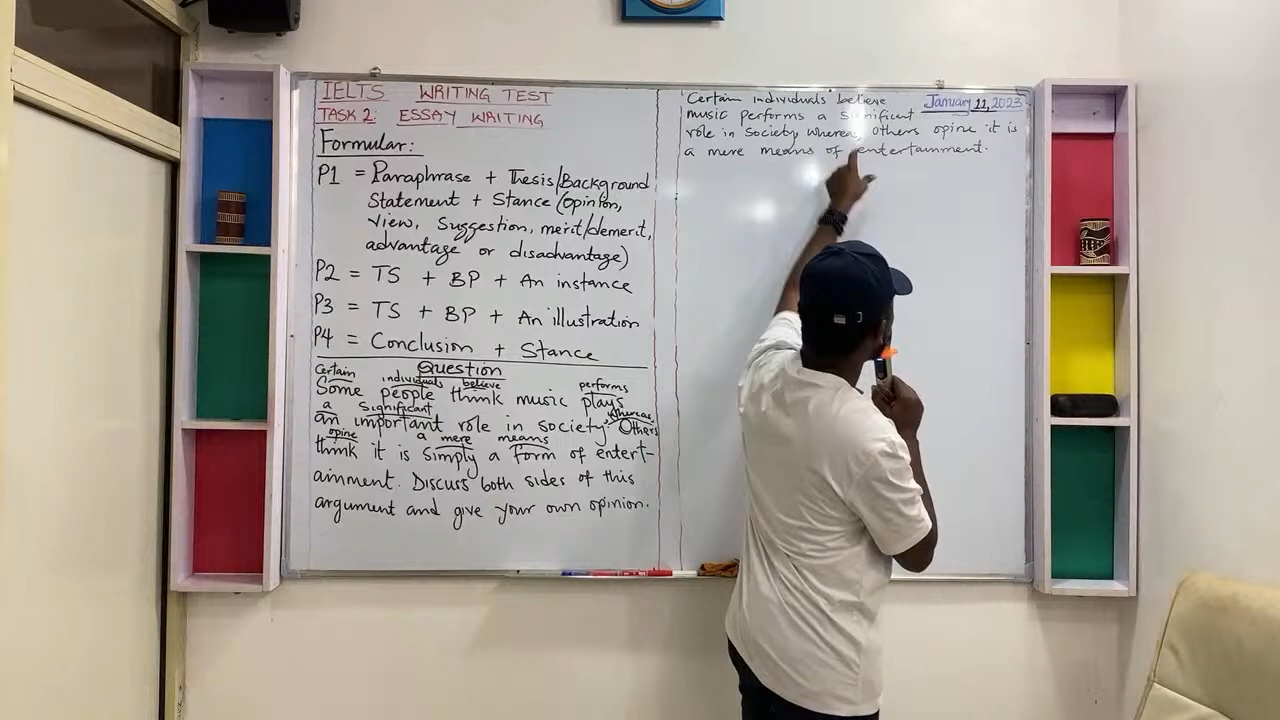 IELTS WRITING TEST
TASK 2: ESSAY WRITING
Formular:
P1 = Paraphrase + Thesis/Background
Statement + Stance (opinion,
view, suggestion, merit/demerit,
advantage or disadvantage)
P2 = TS + BP + An instance
P3 = TS + BP + An illustration
P4 = Conclusion + Stance
Question
Certain individuals believe performs
Some people think music plays
a significant whereas
an important role in society. Others
opine a mere means
think it is simply a form of entert-
ainment. Discuss both sides of this
argument and give your own opinion.
January 11, 2023
Certain individuals believe
music performs a significant
role in society whereas others opine it is
a mere means of entertainment.